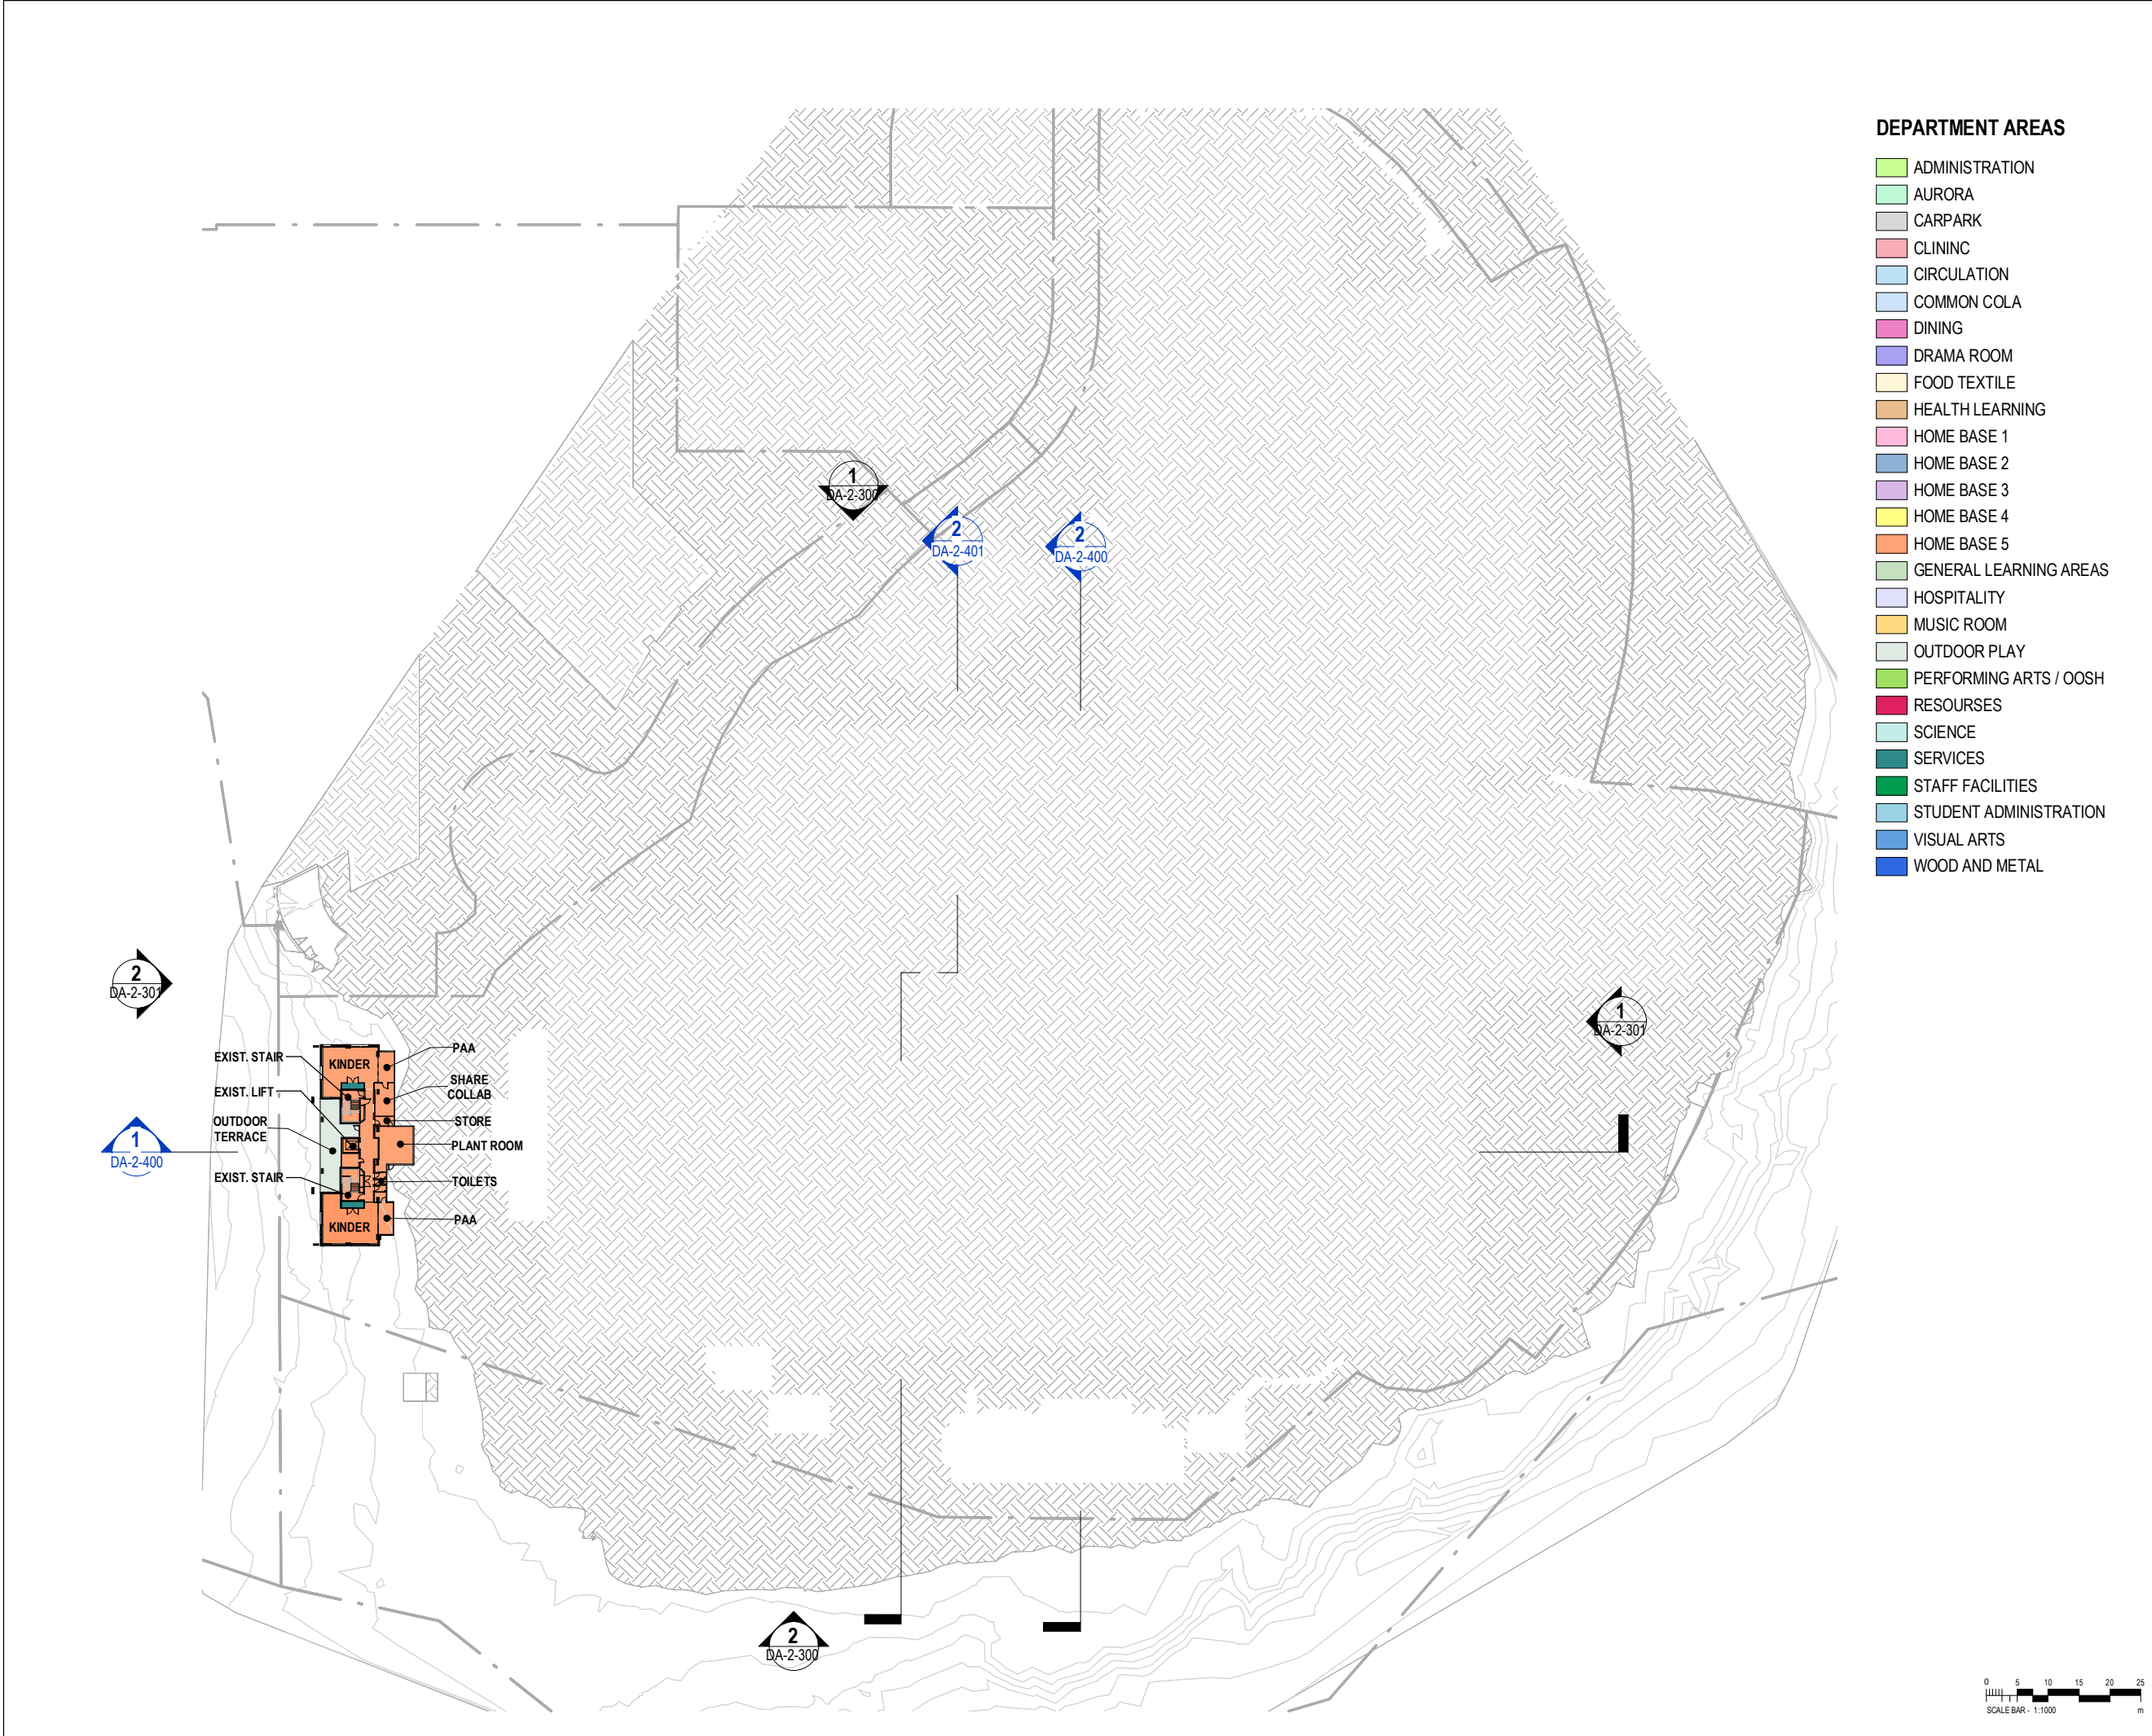 DEPARTMENT AREAS
ADMINISTRATION
AURORA
CARPARK
CLININC
CIRCULATION
COMMON COLA
DINING
DRAMA ROOM
FOOD TEXTILE
HEALTH LEARNING
HOME BASE 1
HOME BASE 2
HOME BASE 3
HOME BASE 4
HOME BASE 5
GENERAL LEARNING AREAS
HOSPITALITY
MUSIC ROOM
OUTDOOR PLAY
PERFORMING ARTS / OOSH
RESOURSES
SCIENCE
SERVICES
STAFF FACILITIES
STUDENT ADMINISTRATION
VISUAL ARTS
WOOD AND METAL
1
DA-2-300
2
DA-2-401
2
DA-2-400
2
DA-2-301
1
DA-2-301
EXIST. STAIR
KINDER
PAA
EXIST. LIFT
SHARE
COLLAB
OUTDOOR
TERRACE
STORE
1
DA-2-400
PLANT ROOM
EXIST. STAIR
TOILETS
KINDER
PAA
2
DA-2-300
0 5 10 15 20 25
SCALE BAR - 1:1000 m